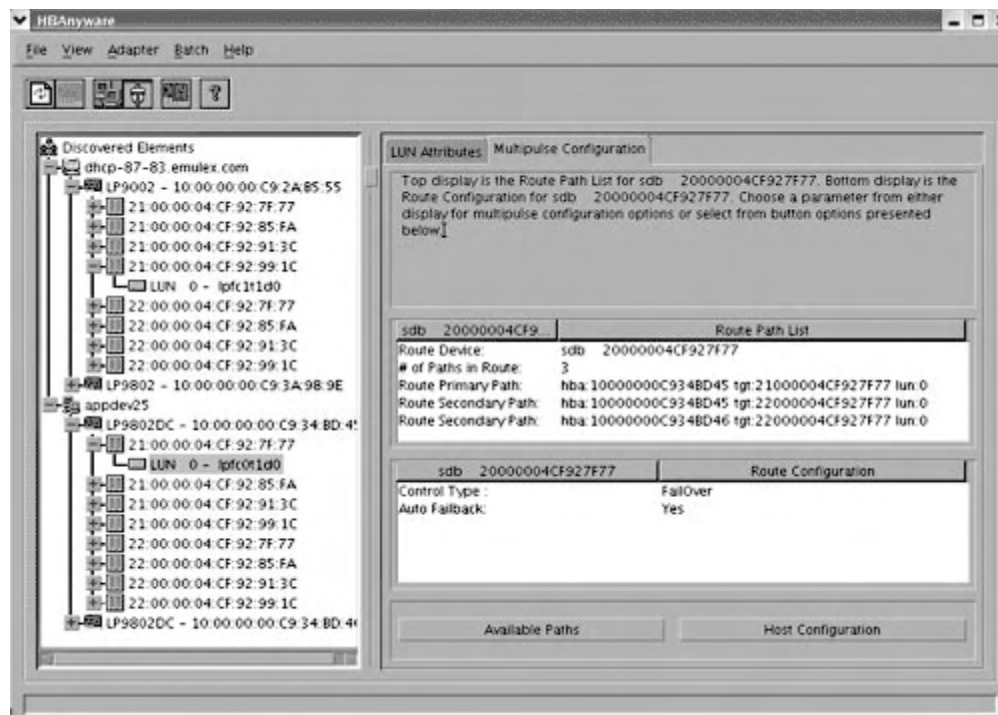 HBAnyware
File View Adapter Batch Help
Discovered Elements
dhcp-87-83.emulex.com
LP9002 - 10:00:00:00:C9:2A:85:55
21:00:00:04:CF:92:7F:77
21:00:00:04:CF:92:85:FA
21:00:00:04:CF:92:91:3C
21:00:00:04:CF:92:99:1C
LUN 0 - lpfc1t1d0
22:00:00:04:CF:92:7F:77
22:00:00:04:CF:92:85:FA
22:00:00:04:CF:92:91:3C
22:00:00:04:CF:92:99:1C
LP9802 - 10:00:00:00:C9:3A:98:9E
appdev25
LP9802DC - 10:00:00:00:C9:34:BD:4
21:00:00:04:CF:92:7F:77
LUN 0 - lpfc0t1d0
21:00:00:04:CF:92:85:FA
21:00:00:04:CF:92:91:3C
21:00:00:04:CF:92:99:1C
22:00:00:04:CF:92:7F:77
22:00:00:04:CF:92:85:FA
22:00:00:04:CF:92:91:3C
22:00:00:04:CF:92:99:1C
LP9802DC - 10:00:00:00:C9:34:BD:4
LUN Attributes Multipulse Configuration
Top display is the Route Path List for sdb 20000004CF927F77. Bottom display is the
Route Configuration for sdb 20000004CF927F77. Choose a parameter from either
display for multipulse configuration options or select from button options presented
below.
sdb 20000004CF9... Route Path List
Route Device: sdb 20000004CF927F77
# of Paths in Route: 3
Route Primary Path: hba:10000000C934BD45 tgt:21000004CF927F77 lun:0
Route Secondary Path: hba:10000000C934BD45 tgt:22000004CF927F77 lun:0
Route Secondary Path: hba:10000000C934BD46 tgt:22000004CF927F77 lun:0
sdb 20000004CF927F77 Route Configuration
Control Type : FailOver
Auto Failback: Yes
Available Paths Host Configuration